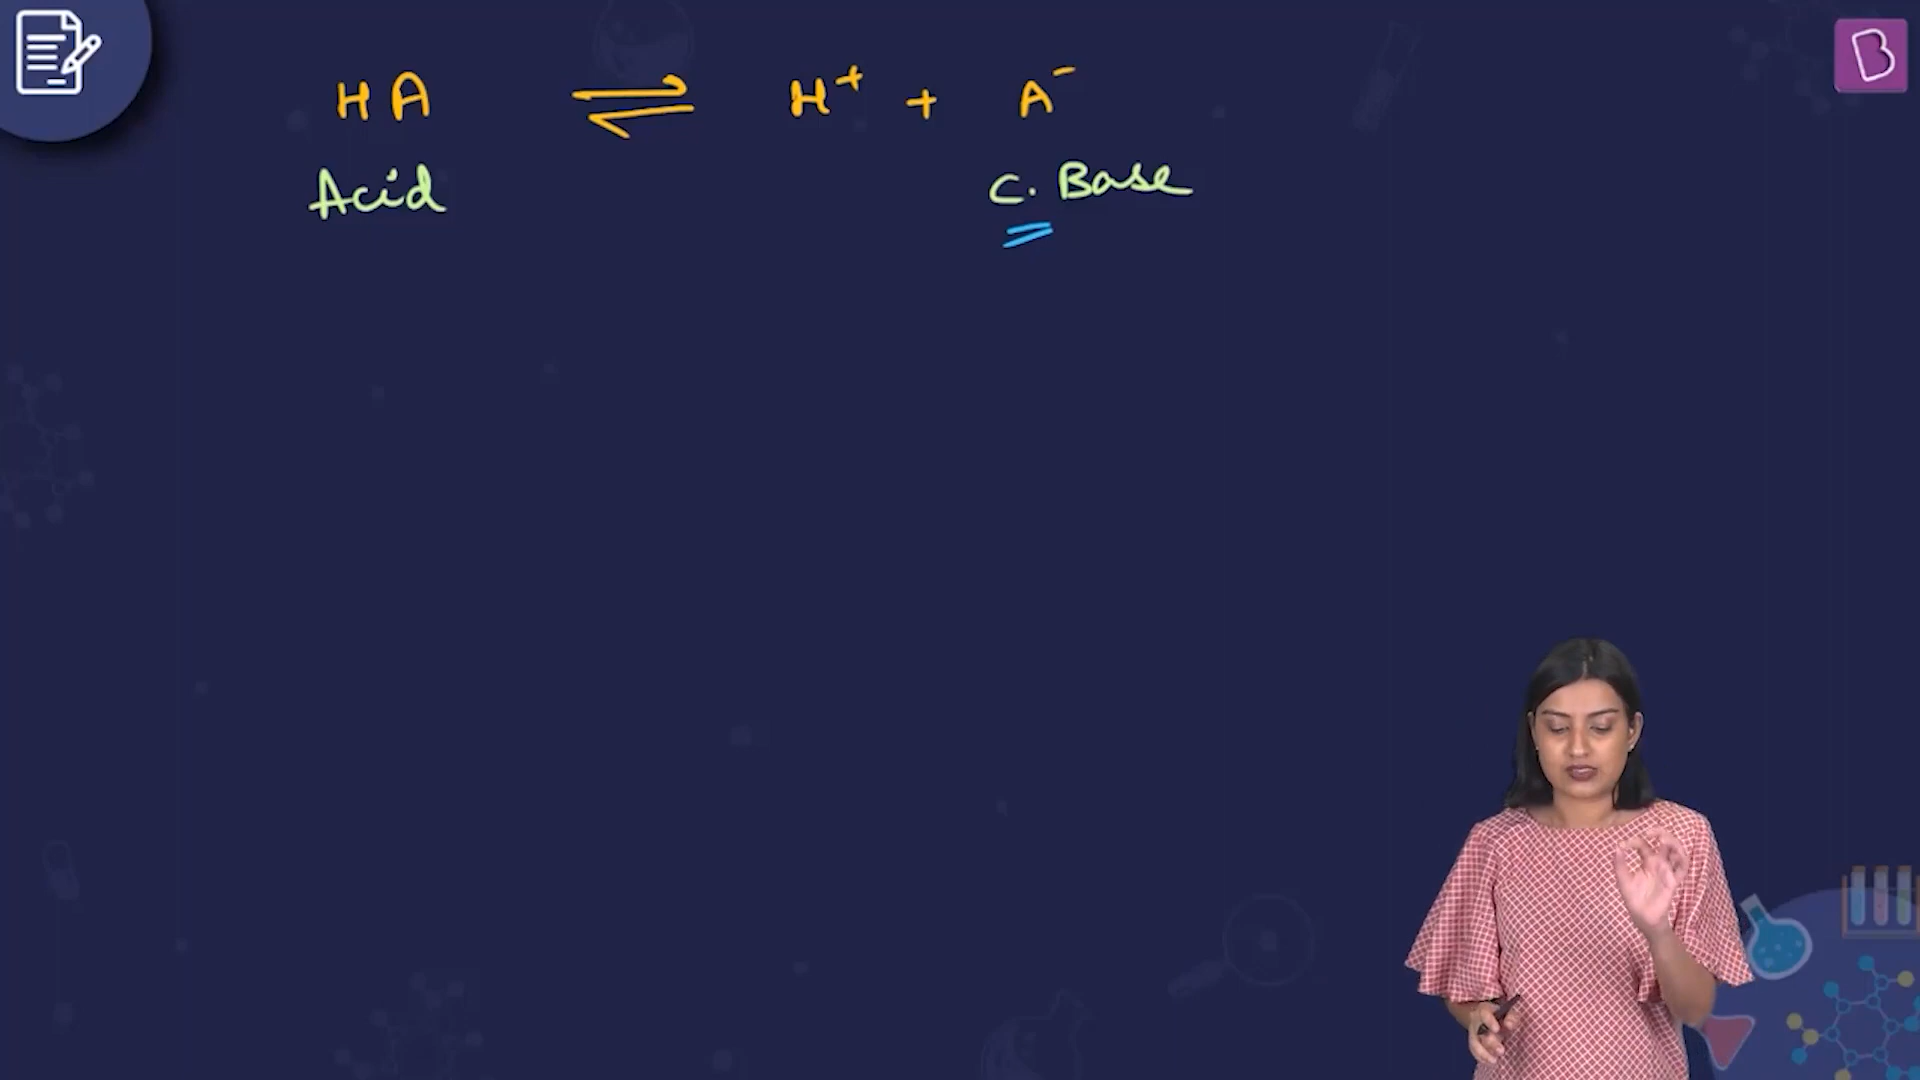 HA ⇌ H⁺ + A⁻
Acid C. Base
B